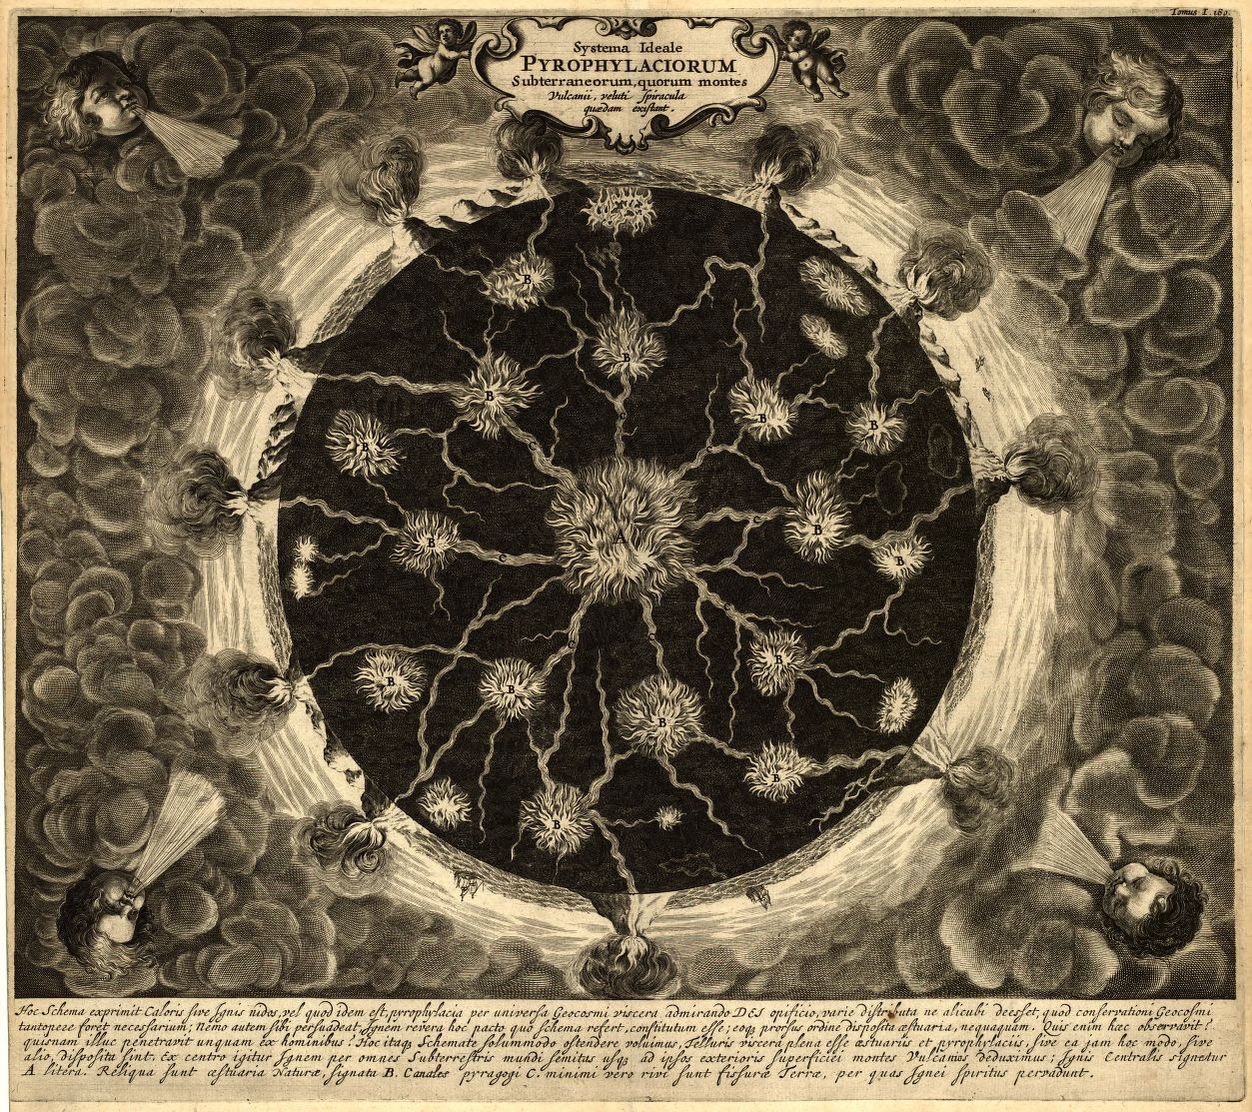 Tomus I. 180.
Systema Ideale
PYROPHYLACIORUM
Subterraneorum, quorum montes
Vulcanii, veluti spiracula
quædam existant.
B
B
B
B
B
B
B
B
A
B
C
B
B
B
B
B
B
B
Hoc Schema exprimit Caloris sive Ignis nidos, vel quod idem est, pyrophylacia per universa Geocosmi viscera admirando DEI opificio, varie distributa ne alicubi deesset, quod conservationi Geocosmi
tantopere foret necessarium; Nemo autem sibi persuadeat, Ignem revera hoc pacto quo schema refert, constitutum esse; eoq; prorsus ordine disposita æstuaria, nequaquam. Quis enim hæc observavit?
quisnam illuc penetravit unquam ex hominibus? Hoc itaq; Schemate solummodo ostendere voluimus, Telluris viscera plena esse æstuariis et pyrophylaciis, sive ea jam hoc modo, sive
alio, disposita sint. Ex centro igitur Ignem per omnes Subterrestris mundi semitas usq; ad ipsos exterioris superficiei montes Vulcanios deduximus; Ignis Centralis signatur
A litera. Reliqua sunt æstuaria Naturæ, signata B. Canales pyragogi C. minimi vero rivi sunt fissuræ Terræ, per quas Ignei spiritus pervadunt.